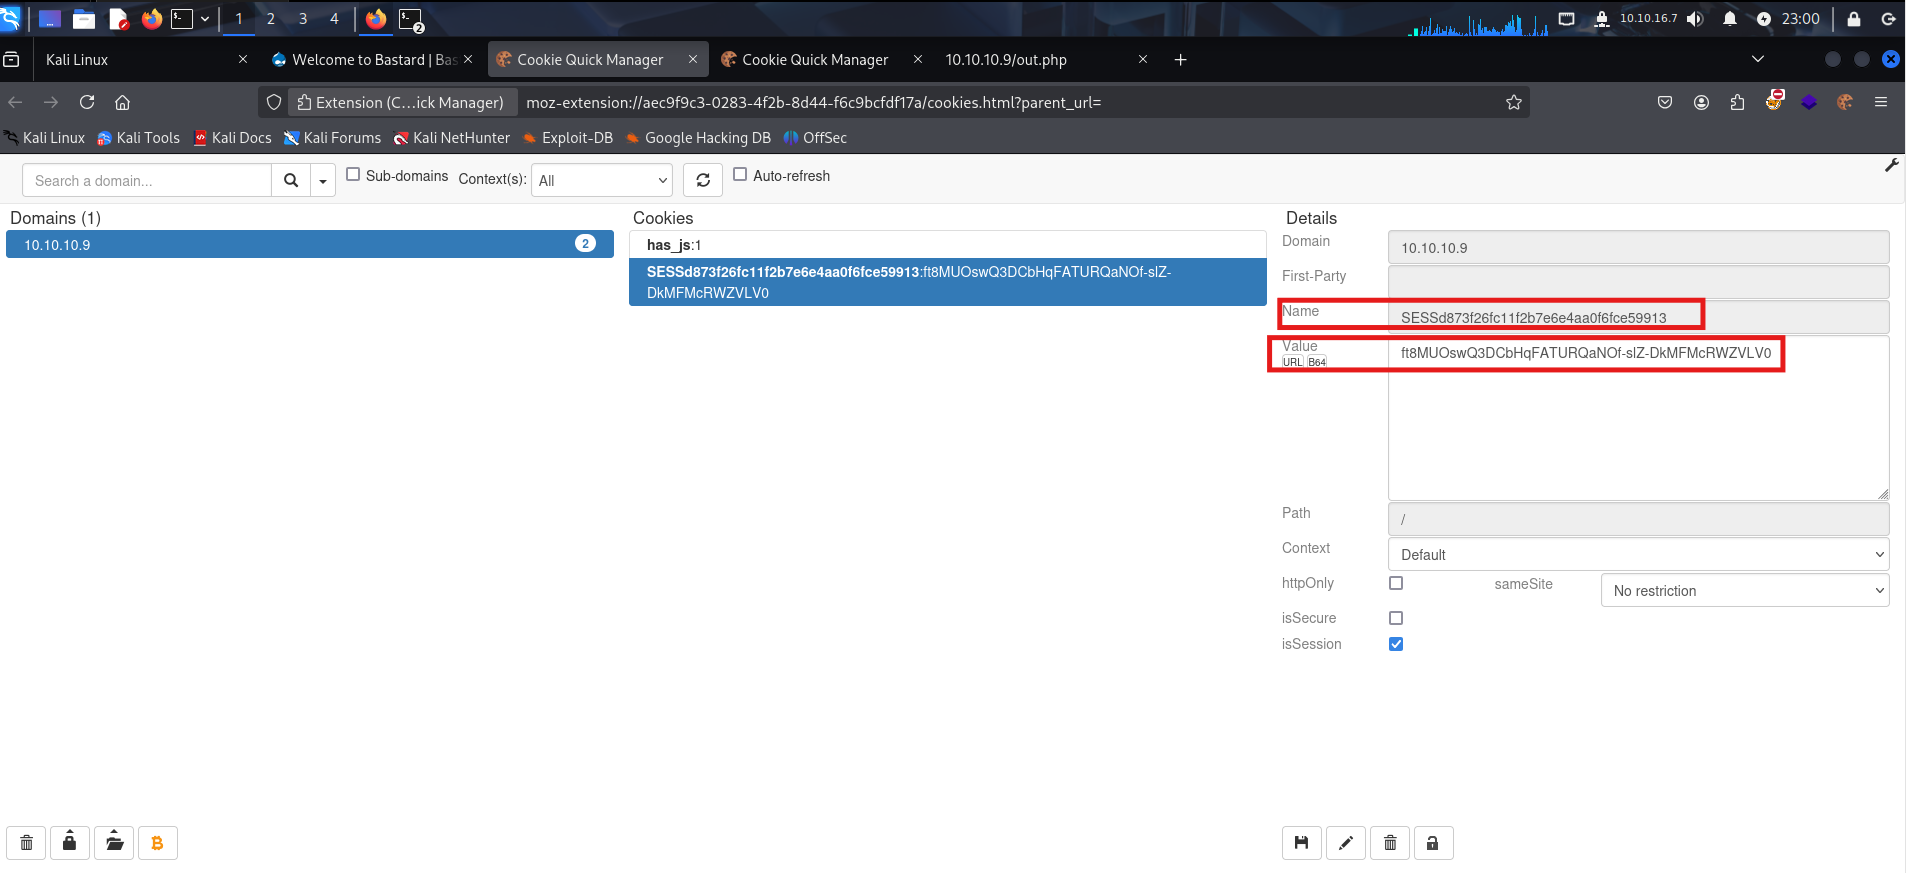 1 2 3 4 2 10.10.16.7 23:00
Kali Linux Welcome to Bastard | Bas Cookie Quick Manager Cookie Quick Manager 10.10.10.9/out.php
Extension (C...ick Manager) moz-extension://aec9f9c3-0283-4f2b-8d44-f6c9bcfdf17a/cookies.html?parent_url=
Kali Linux Kali Tools Kali Docs Kali Forums Kali NetHunter Exploit-DB Google Hacking DB OffSec
Search a domain... Sub-domains Context(s): All Auto-refresh
Domains (1) Cookies Details
10.10.10.9 2
has_js:1
SESSd873f26fc11f2b7e6e4aa0f6fce59913:ft8MUOswQ3DCbHqFATURQaNOf-slZ-
DkMFMcRWZVLV0
Domain 10.10.10.9
First-Party
Name SESSd873f26fc11f2b7e6e4aa0f6fce59913
Value ft8MUOswQ3DCbHqFATURQaNOf-slZ-DkMFMcRWZVLV0
URL B64
Path /
Context Default
httpOnly sameSite No restriction
isSecure
isSession